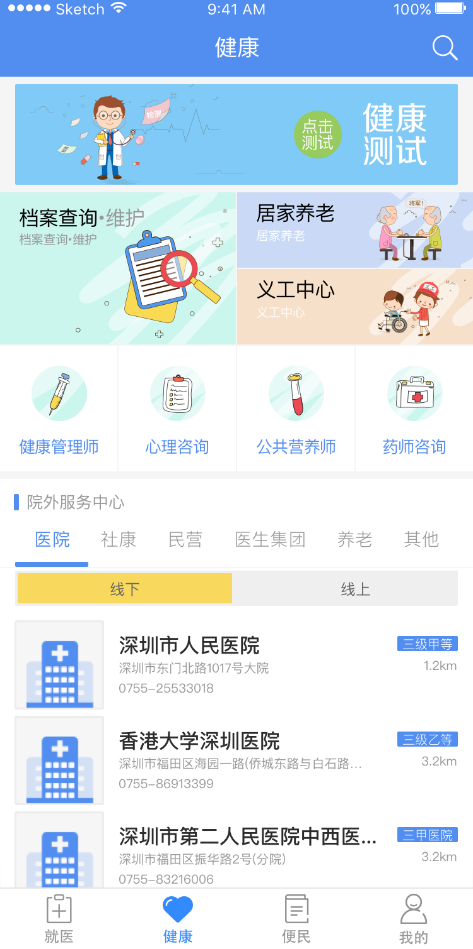 Sketch 9:41 AM 100%
健康
点击
测试
健康
测试
档案查询·维护
档案查询·维护
居家养老
居家养老
义工中心
义工中心
健康管理师 心理咨询 公共营养师 药师咨询
院外服务中心
医院 社康 民营 医生集团 养老 其他
线下 线上
深圳市人民医院 三级甲等
深圳市东门北路1017号大院 1.2km
0755-25533018
香港大学深圳医院 三级乙等
深圳市福田区海园一路(侨城东路与白石路... 3.2km
0755-86913399
深圳市第二人民医院中西医... 三甲医院
深圳市福田区振华路2号(分院) 3.2km
0755-83216006
就医 健康 便民 我的